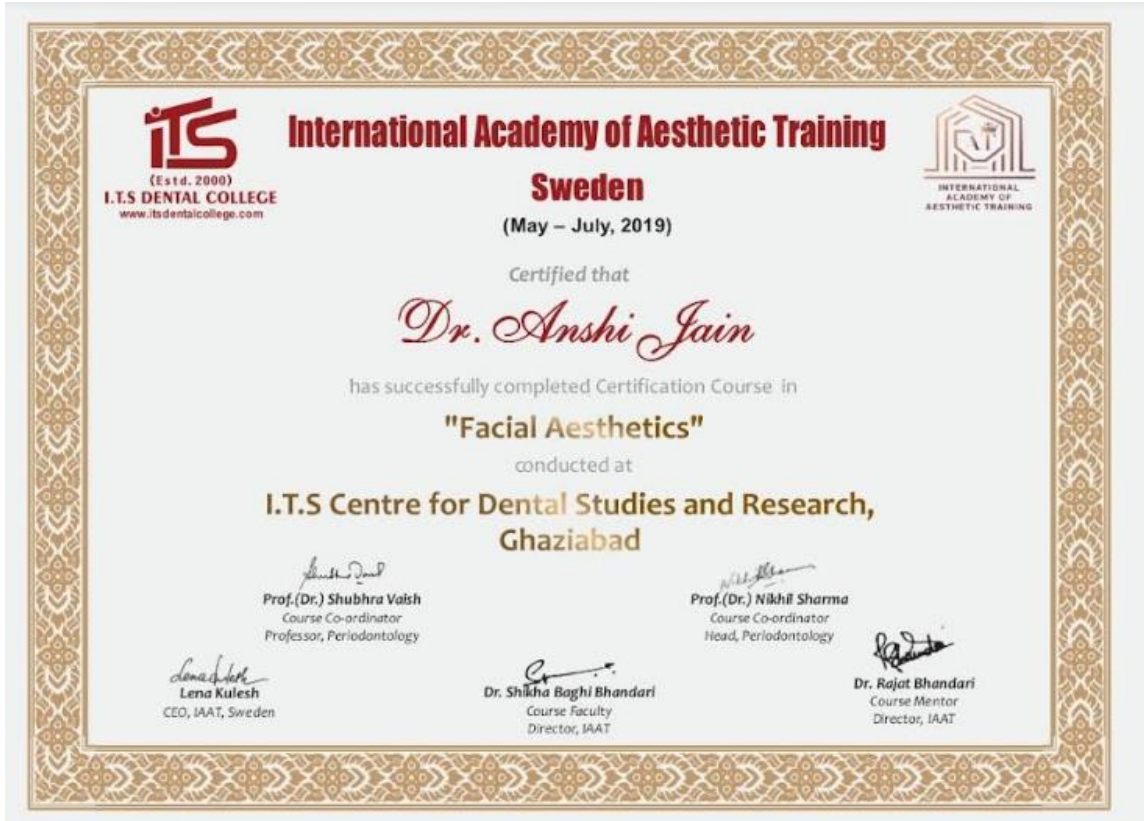 iTS
(Estd. 2000)
I.T.S DENTAL COLLEGE
www.itsdentalcollege.com
International Academy of Aesthetic Training
Sweden
(May – July, 2019)
INTERNATIONAL
ACADEMY OF
AESTHETIC TRAINING
Certified that
Dr. Anshi Jain
has successfully completed Certification Course in
"Facial Aesthetics"
conducted at
I.T.S Centre for Dental Studies and Research,
Ghaziabad
Prof.(Dr.) Shubhra Vaish
Course Co-ordinator
Professor, Periodontology
Prof.(Dr.) Nikhil Sharma
Course Co-ordinator
Head, Periodontology
Lena Kulesh
CEO, IAAT, Sweden
Dr. Shikha Baghi Bhandari
Course Faculty
Director, IAAT
Dr. Rajat Bhandari
Course Mentor
Director, IAAT